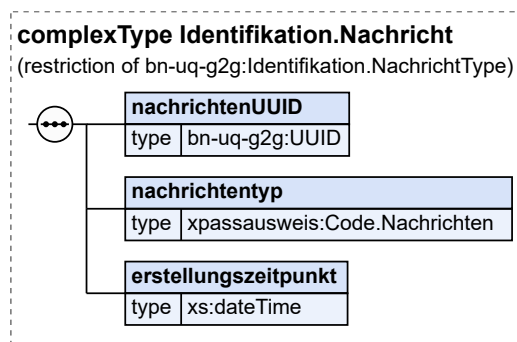 complexType Identifikation.Nachricht
(restriction of bn-uq-g2g:Identifikation.NachrichtType)
nachrichtenUUID
type bn-uq-g2g:UUID
nachrichtentyp
type xpassausweis:Code.Nachrichten
erstellungszeitpunkt
type xs:dateTime